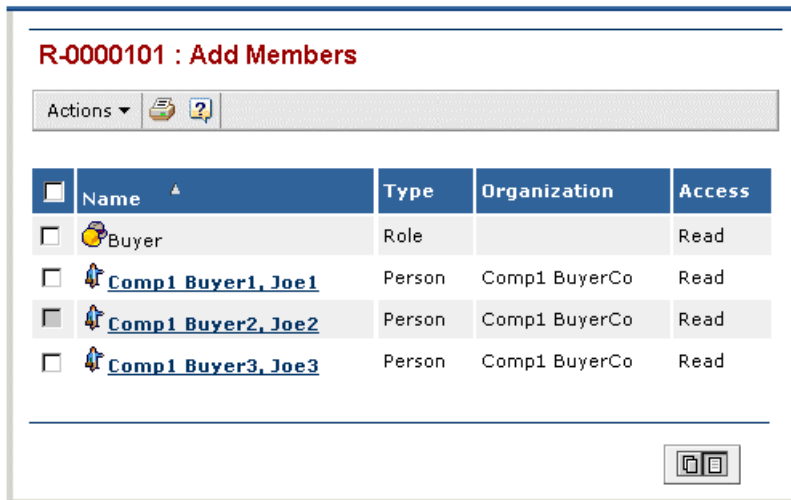 R-0000101 : Add Members
Actions
Name Type Organization Access
Buyer Role Read
Comp1 Buyer1, Joe1 Person Comp1 BuyerCo Read
Comp1 Buyer2, Joe2 Person Comp1 BuyerCo Read
Comp1 Buyer3, Joe3 Person Comp1 BuyerCo Read